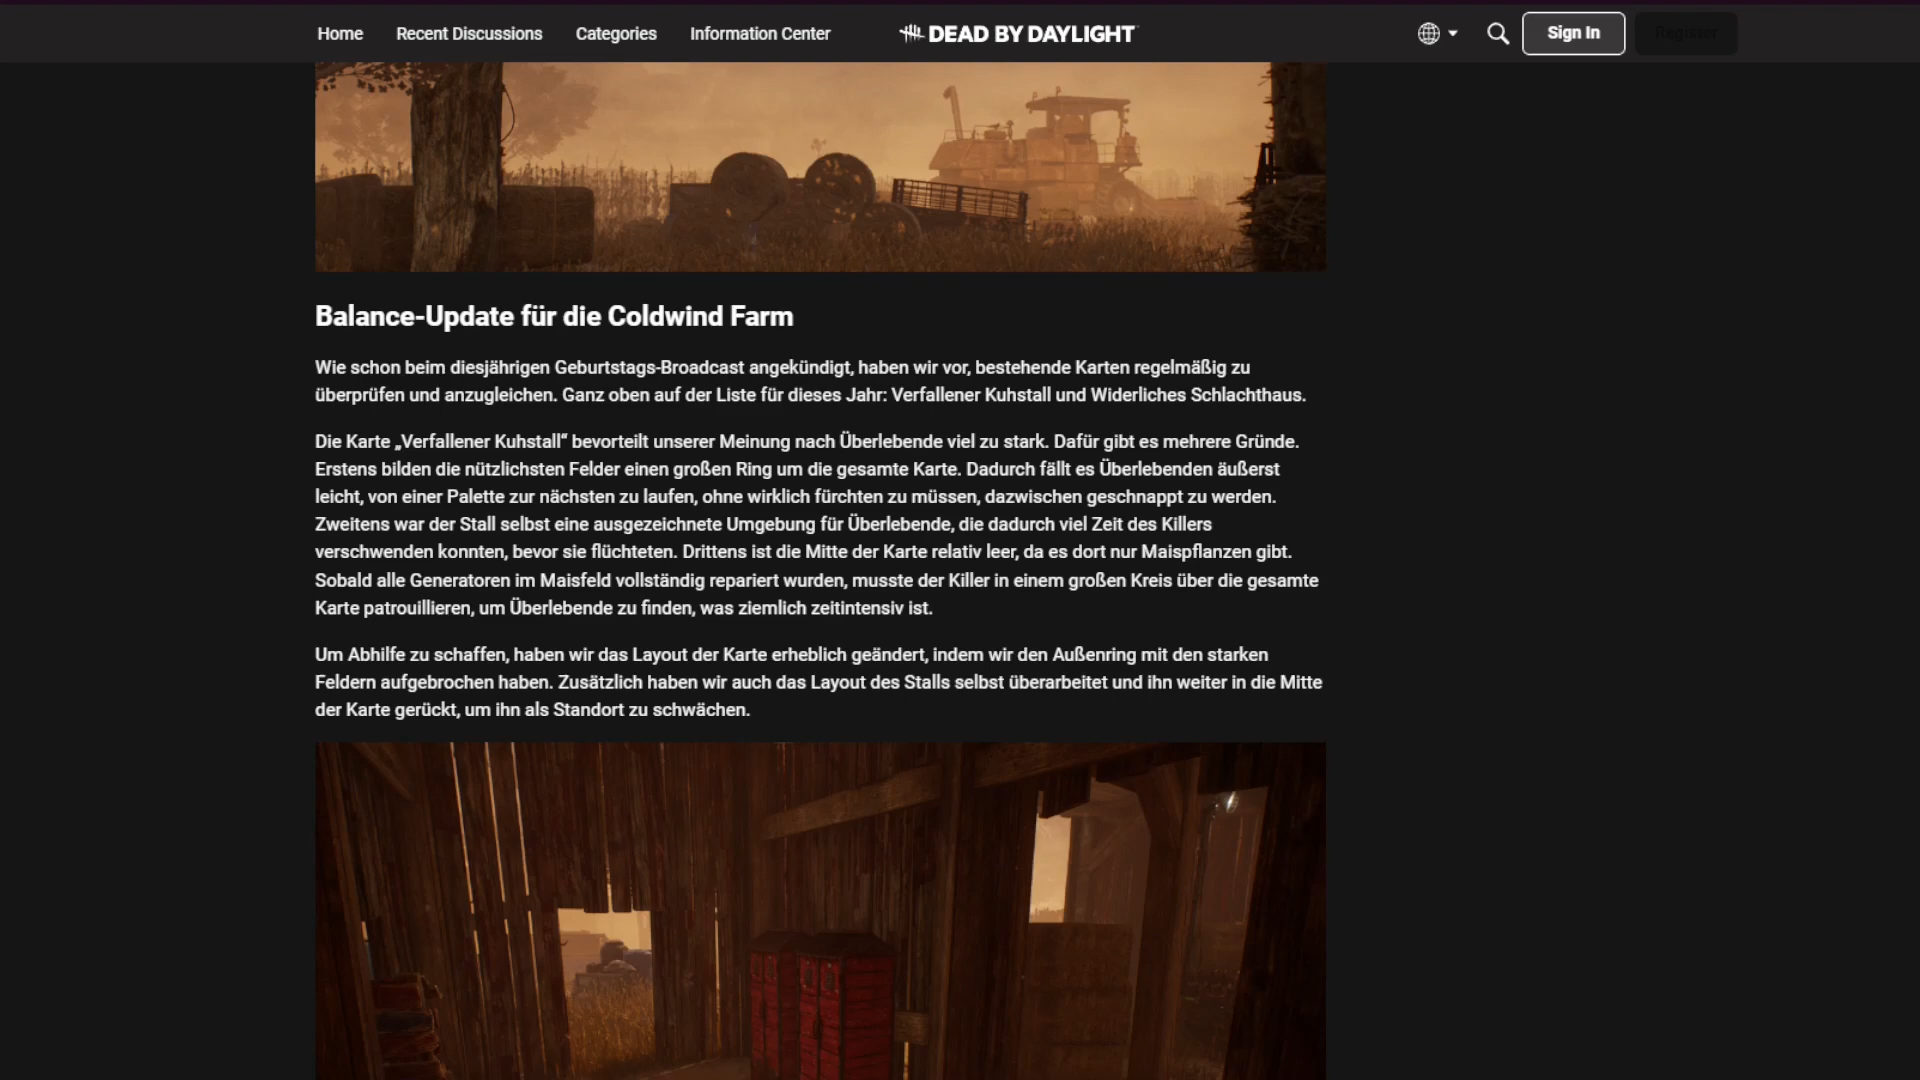 Home Recent Discussions Categories Information Center DEAD BY DAYLIGHT Sign In Register
Balance-Update für die Coldwind Farm
Wie schon beim diesjährigen Geburtstags-Broadcast angekündigt, haben wir vor, bestehende Karten regelmäßig zu
überprüfen und anzugleichen. Ganz oben auf der Liste für dieses Jahr: Verfallener Kuhstall und Widerliches Schlachthaus.
Die Karte „Verfallener Kuhstall“ bevorteilt unserer Meinung nach Überlebende viel zu stark. Dafür gibt es mehrere Gründe.
Erstens bilden die nützlichsten Felder einen großen Ring um die gesamte Karte. Dadurch fällt es Überlebenden äußerst
leicht, von einer Palette zur nächsten zu laufen, ohne wirklich fürchten zu müssen, dazwischen geschnappt zu werden.
Zweitens war der Stall selbst eine ausgezeichnete Umgebung für Überlebende, die dadurch viel Zeit des Killers
verschwenden konnten, bevor sie flüchteten. Drittens ist die Mitte der Karte relativ leer, da es dort nur Maispflanzen gibt.
Sobald alle Generatoren im Maisfeld vollständig repariert wurden, musste der Killer in einem großen Kreis über die gesamte
Karte patrouillieren, um Überlebende zu finden, was ziemlich zeitintensiv ist.
Um Abhilfe zu schaffen, haben wir das Layout der Karte erheblich geändert, indem wir den Außenring mit den starken
Feldern aufgebrochen haben. Zusätzlich haben wir auch das Layout des Stalls selbst überarbeitet und ihn weiter in die Mitte
der Karte gerückt, um ihn als Standort zu schwächen.